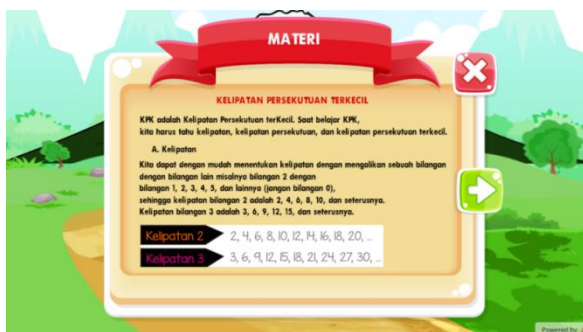 MATERI
KELIPATAN PERSEKUTUAN TERKECIL
KPK adalah Kelipatan Persekutuan terKecil. Saat belajar KPK,
kita harus tahu kelipatan, kelipatan persekutuan, dan kelipatan persekutuan terkecil.
A. Kelipatan
Kita dapat dengan mudah menentukan kelipatan dengan mengalikan sebuah bilangan
dengan bilangan lain misalnya bilangan 2 dengan
bilangan 1, 2, 3, 4, 5, dan lainnya (jangan bilangan 0),
sehingga kelipatan bilangan 2 adalah 2, 4, 6, 8, 10, dan seterusnya.
Kelipatan bilangan 3 adalah 3, 6, 9, 12, 15, dan seterusnya.
Kelipatan 2 2, 4, 6, 8, 10, 12, 14, 16, 18, 20, ...
Kelipatan 3 3, 6, 9, 12, 15, 18, 21, 24, 27, 30, ...
Powered by